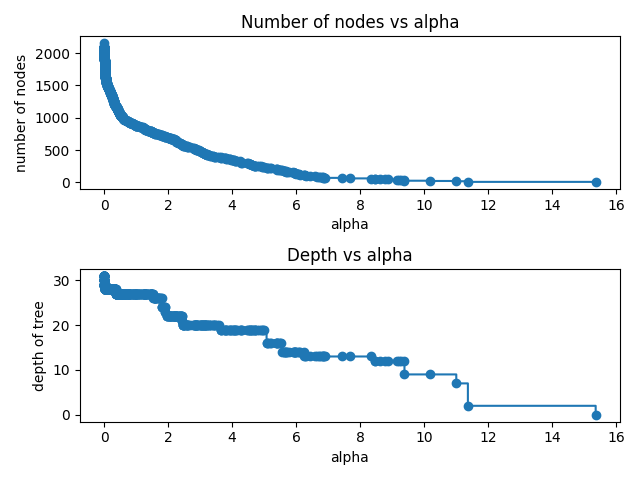 Number of nodes vs alpha
number of nodes
2000
1500
1000
500
0
0 2 4 6 8 10 12 14 16
alpha
Depth vs alpha
depth of tree
30
20
10
0
0 2 4 6 8 10 12 14 16
alpha